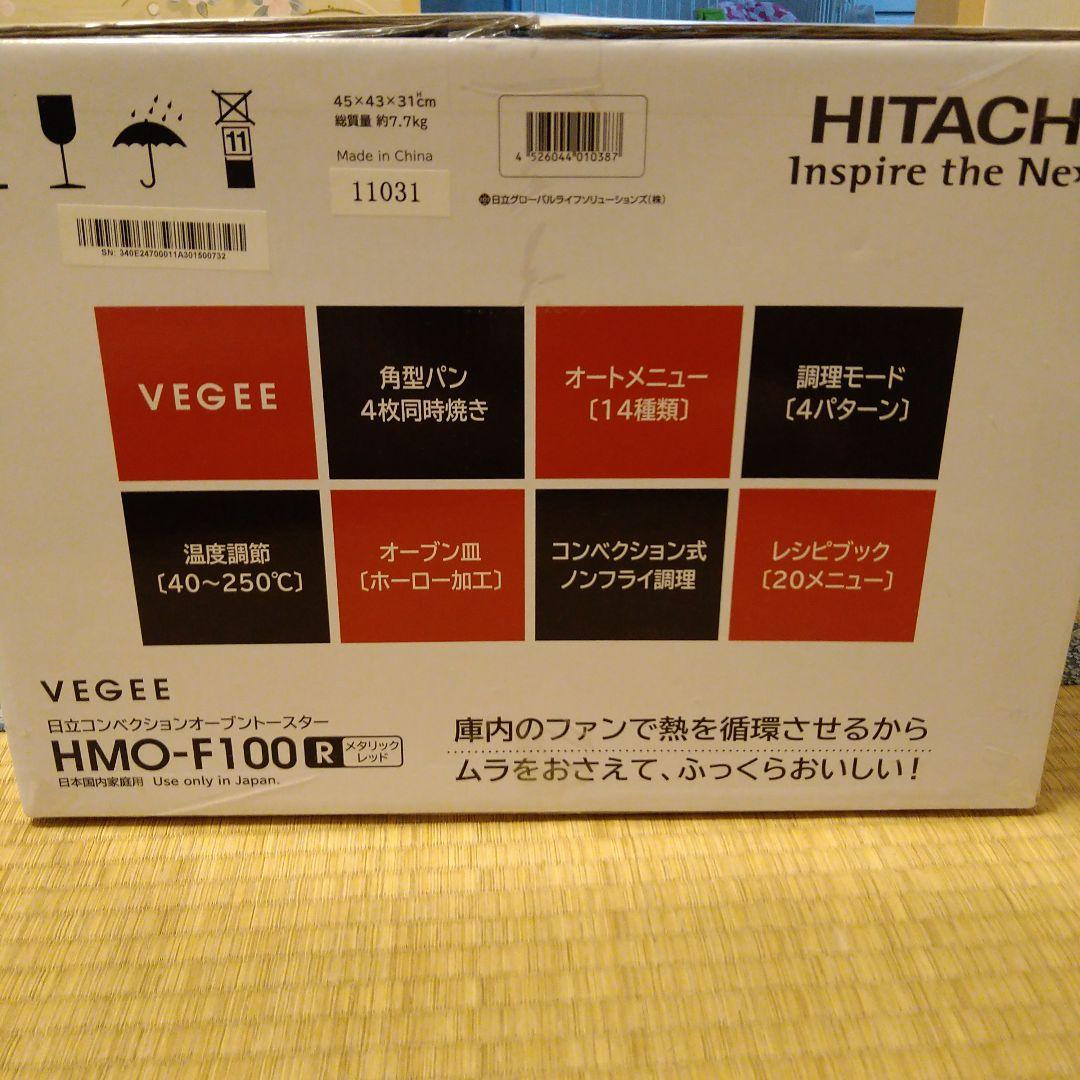 11
45×43×31ᴴcm
総質量 約7.7kg
Made in China
11031
4 526044 010387
日立グローバルライフソリューションズ(株)
HITACH
Inspire the Nex
SN: 340E24700011A301500732
VEGEE
角型パン
4枚同時焼き
オートメニュー
〔14種類〕
調理モード
〔4パターン〕
温度調節
〔40〜250℃〕
オーブン皿
〔ホーロー加工〕
コンベクション式
ノンフライ調理
レシピブック
〔20メニュー〕
VEGEE
日立コンベクションオーブントースター
HMO-F100 R メタリック
レッド
日本国内家庭用 Use only in Japan.
庫内のファンで熱を循環させるから
ムラをおさえて、ふっくらおいしい!